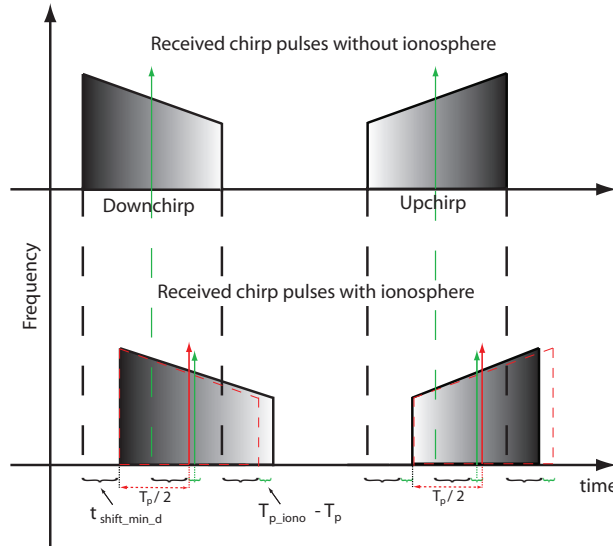 Received chirp pulses without ionosphere
Downchirp
Upchirp
Frequency
Received chirp pulses with ionosphere
time
T_p / 2
T_p / 2
t_shift_min_d
T_p_iono - T_p